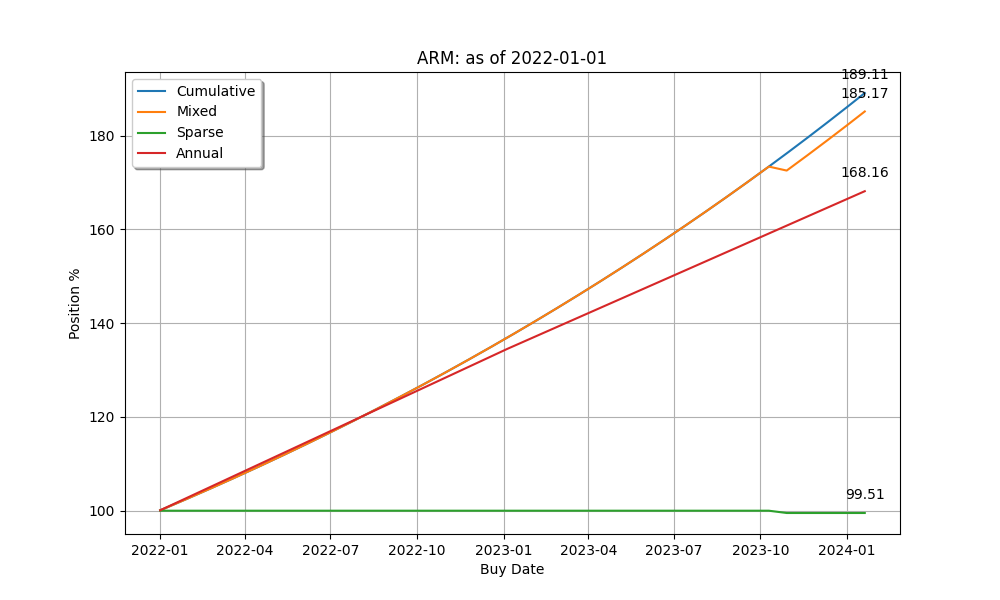 ARM: as of 2022-01-01
189.11
185.17
168.16
99.51
Cumulative
Mixed
Sparse
Annual
Position %
180
160
140
120
100
2022-01 2022-04 2022-07 2022-10 2023-01 2023-04 2023-07 2023-10 2024-01
Buy Date